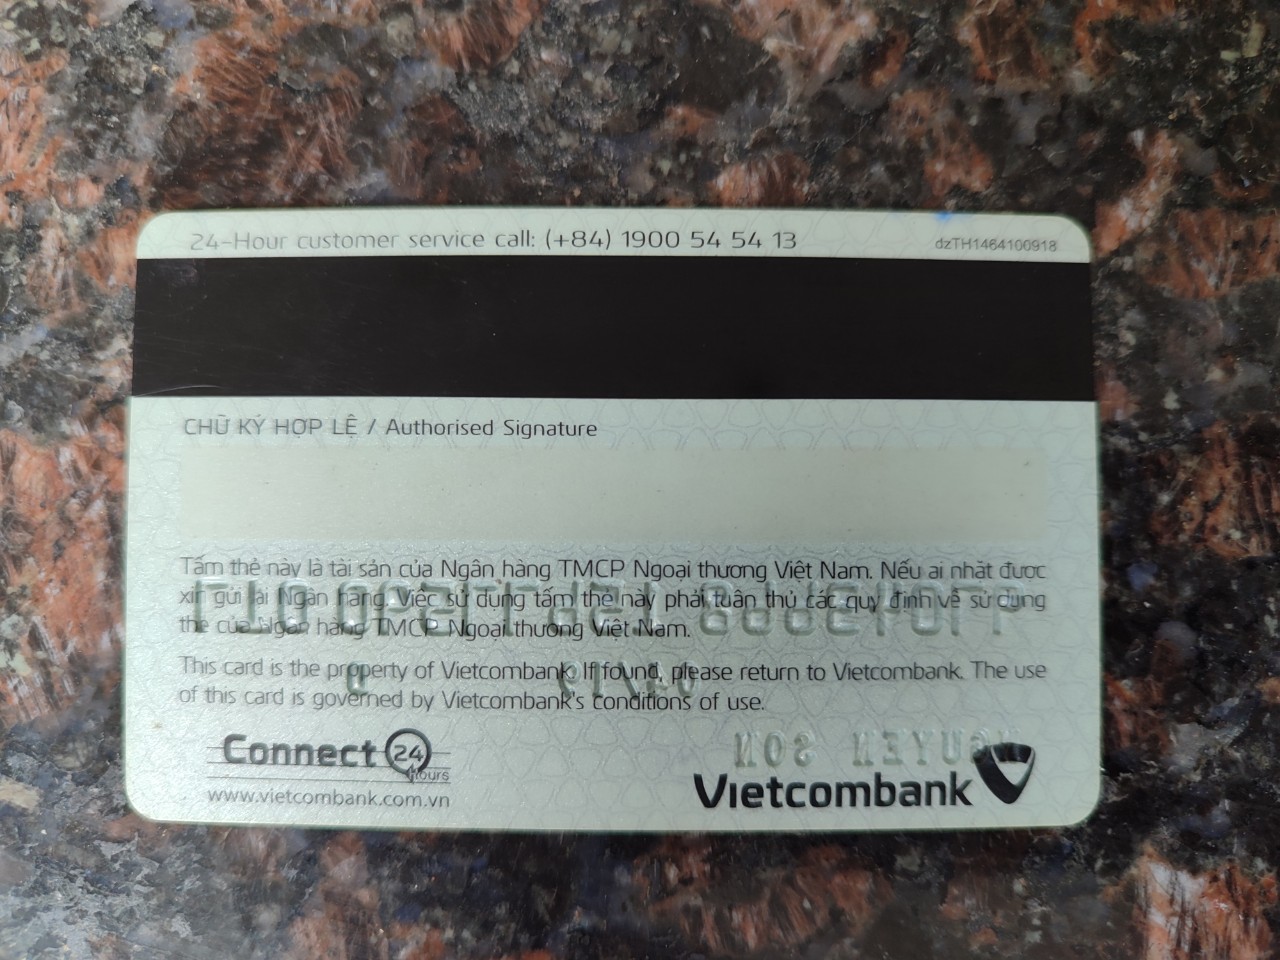 24-Hour customer service call: (+84) 1900 54 54 13
dzTH1464100918
CHỮ KÝ HỢP LỆ / Authorised Signature
Tấm thẻ này là tài sản của Ngân hàng TMCP Ngoại thương Việt Nam. Nếu ai nhặt được
xin gửi lại Ngân hàng. Việc sử dụng tấm thẻ này phải tuân thủ các quy định về sử dụng
thẻ của Ngân hàng TMCP Ngoại thương Việt Nam.
This card is the property of Vietcombank. If found, please return to Vietcombank. The use
of this card is governed by Vietcombank's conditions of use.
NGUYEN SON
Connect 24
hours
www.vietcombank.com.vn
Vietcombank